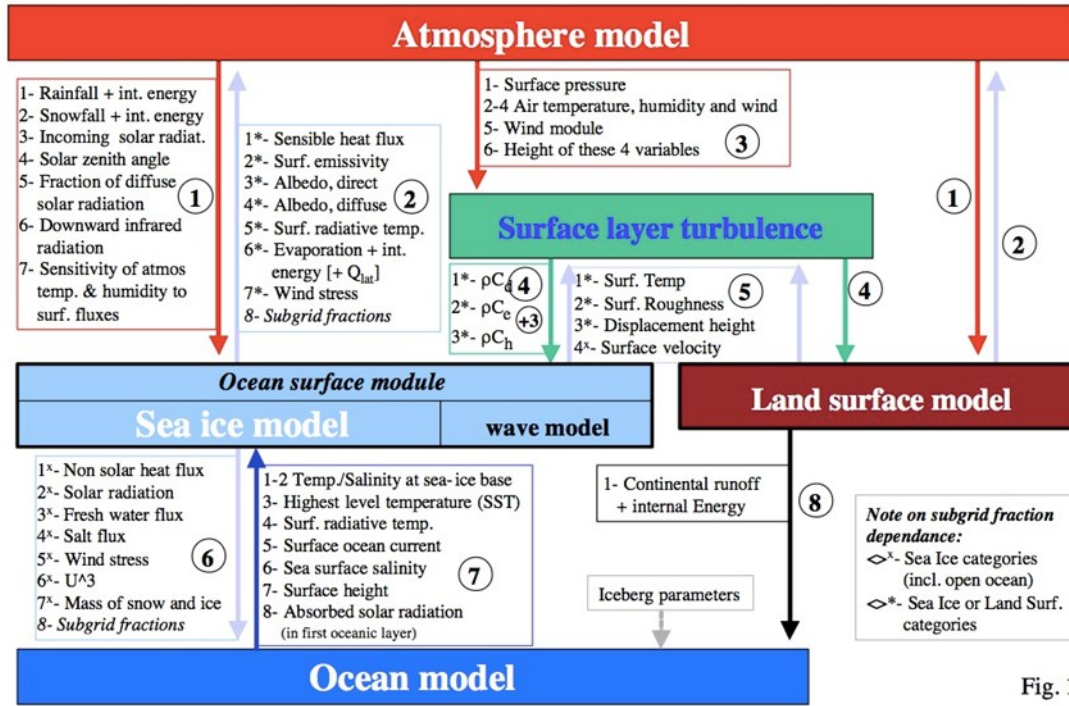 Atmosphere model
1- Rainfall + int. energy
2- Snowfall + int. energy
3- Incoming solar radiat.
4- Solar zenith angle
5- Fraction of diffuse
solar radiation
6- Downward infrared
radiation
7- Sensitivity of atmos
temp. & humidity to
surf. fluxes
1
1*- Sensible heat flux
2*- Surf. emissivity
3*- Albedo, direct
4*- Albedo, diffuse
5*- Surf. radiative temp.
6*- Evaporation + int.
energy [+ Qlat]
7*- Wind stress
8- Subgrid fractions
2
1- Surface pressure
2-4 Air temperature, humidity and wind
5- Wind module
6- Height of these 4 variables
3
1
2
Surface layer turbulence
1*- ρCd
2*- ρCe
3*- ρCh
4
+3
1*- Surf. Temp
2*- Surf. Roughness
3*- Displacement height
4x- Surface velocity
5
4
Ocean surface module
Sea ice model
wave model
Land surface model
1x- Non solar heat flux
2x- Solar radiation
3x- Fresh water flux
4x- Salt flux
5x- Wind stress
6x- U^3
7x- Mass of snow and ice
8- Subgrid fractions
6
1-2 Temp./Salinity at sea-ice base
3- Highest level temperature (SST)
4- Surf. radiative temp.
5- Surface ocean current
6- Sea surface salinity
7- Surface height
8- Absorbed solar radiation
(in first oceanic layer)
7
1- Continental runoff
+ internal Energy
8
Iceberg parameters
Note on subgrid fraction
dependance:
<>x- Sea Ice categories
(incl. open ocean)
<>*- Sea Ice or Land Surf.
categories
Ocean model
Fig.